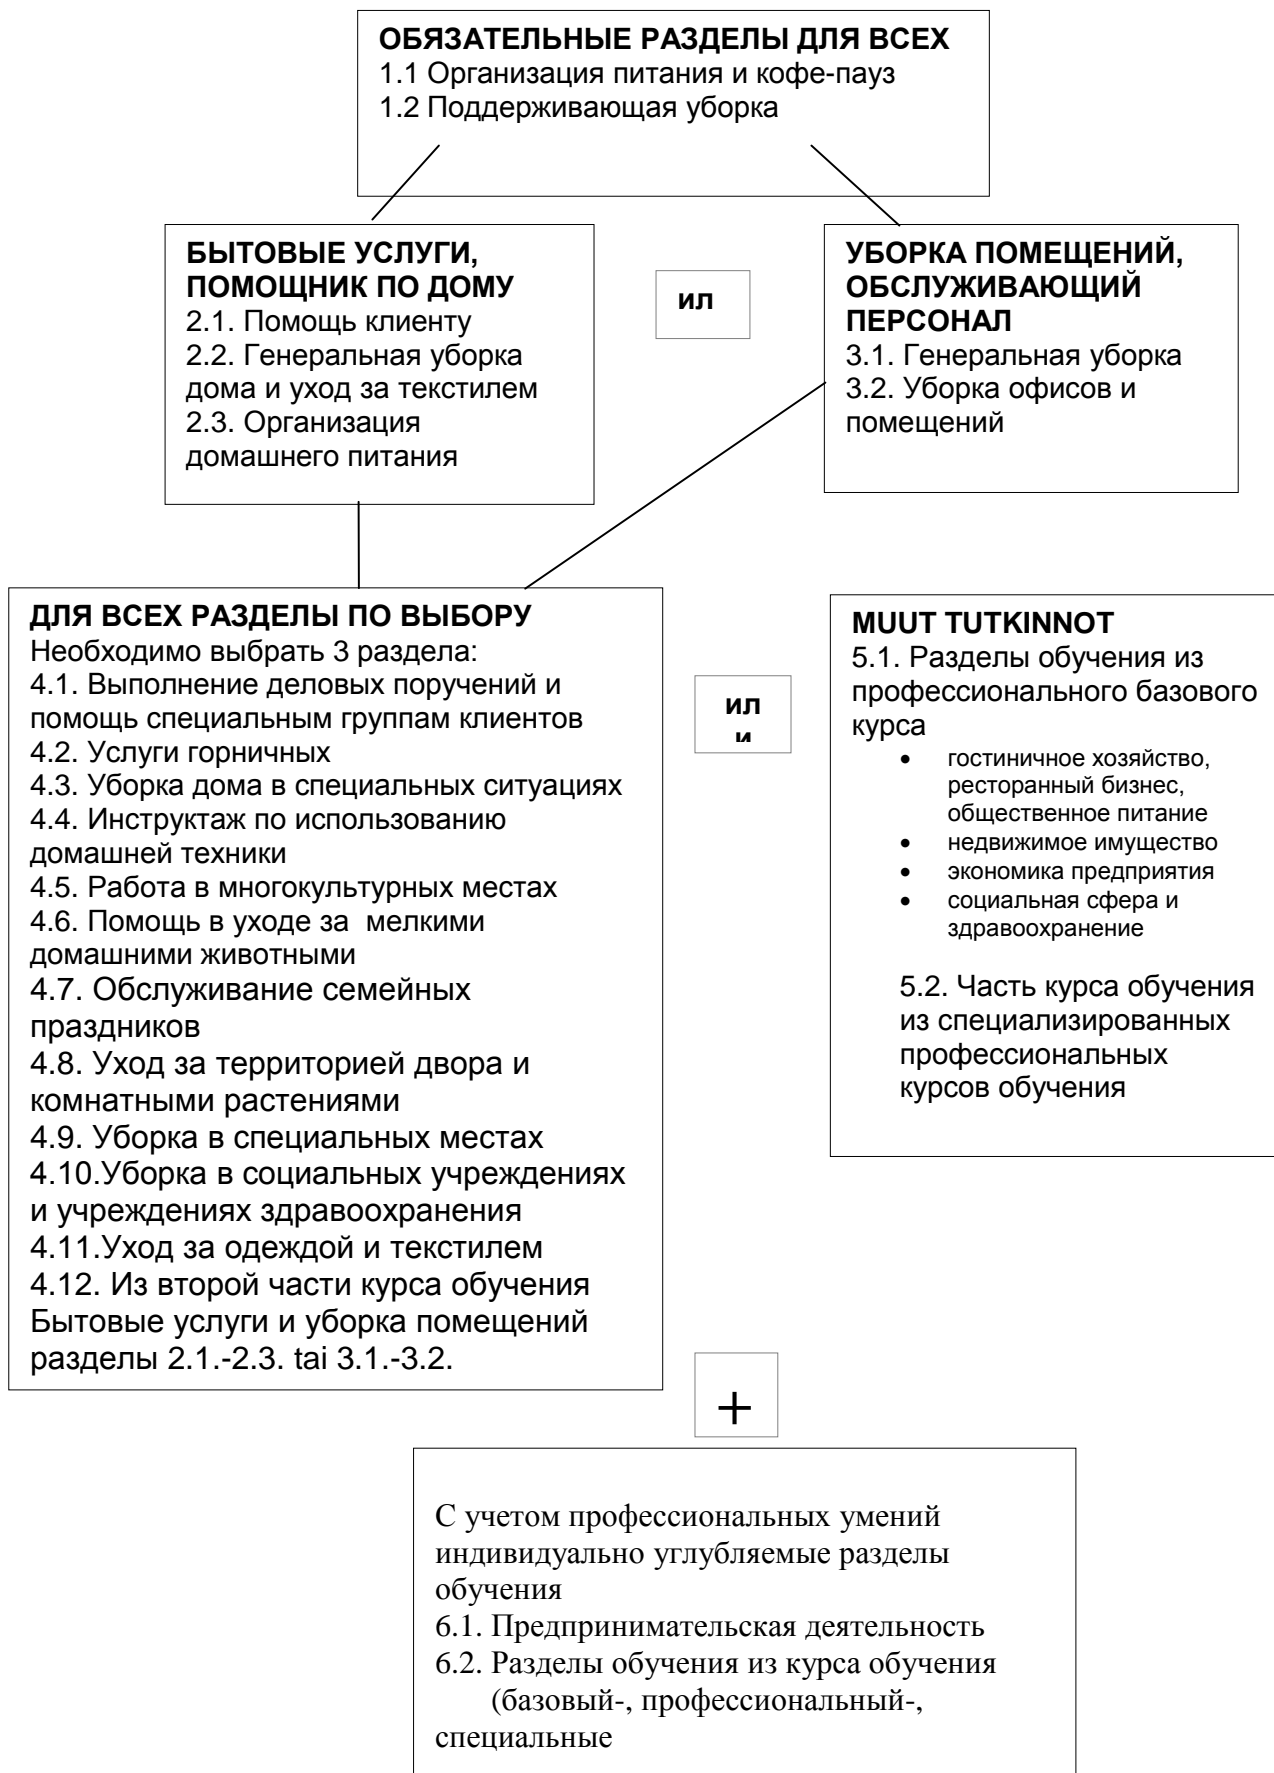 ОБЯЗАТЕЛЬНЫЕ РАЗДЕЛЫ ДЛЯ ВСЕХ
1.1 Организация питания и кофе-пауз
1.2 Поддерживающая уборка
БЫТОВЫЕ УСЛУГИ,
ПОМОЩНИК ПО ДОМУ
2.1. Помощь клиенту
2.2. Генеральная уборка
дома и уход за текстилем
2.3. Организация
домашнего питания
ил
УБОРКА ПОМЕЩЕНИЙ,
ОБСЛУЖИВАЮЩИЙ
ПЕРСОНАЛ
3.1. Генеральная уборка
3.2. Уборка офисов и
помещений
ДЛЯ ВСЕХ РАЗДЕЛЫ ПО ВЫБОРУ
Необходимо выбрать 3 раздела:
4.1. Выполнение деловых поручений и
помощь специальным группам клиентов
4.2. Услуги горничных
4.3. Уборка дома в специальных ситуациях
4.4. Инструктаж по использованию
домашней техники
4.5. Работа в многокультурных местах
4.6. Помощь в уходе за  мелкими
домашними животными
4.7. Обслуживание семейных
праздников
4.8. Уход за территорией двора и
комнатными растениями
4.9. Уборка в специальных местах
4.10.Уборка в социальных учреждениях
и учреждениях здравоохранения
4.11.Уход за одеждой и текстилем
4.12. Из второй части курса обучения
Бытовые услуги и уборка помещений
разделы 2.1.-2.3. tai 3.1.-3.2.
ил
и
MUUT TUTKINNOT
5.1. Разделы обучения из
профессионального базового
курса
• гостиничное хозяйство,
ресторанный бизнес,
общественное питание
• недвижимое имущество
• экономика предприятия
• социальная сфера и
здравоохранение
5.2. Часть курса обучения
из специализированных
профессиональных
курсов обучения
+
С учетом профессиональных умений
индивидуально углубляемые разделы
обучения
6.1. Предпринимательская деятельность
6.2. Разделы обучения из курса обучения
(базовый-, профессиональный-,
специальные